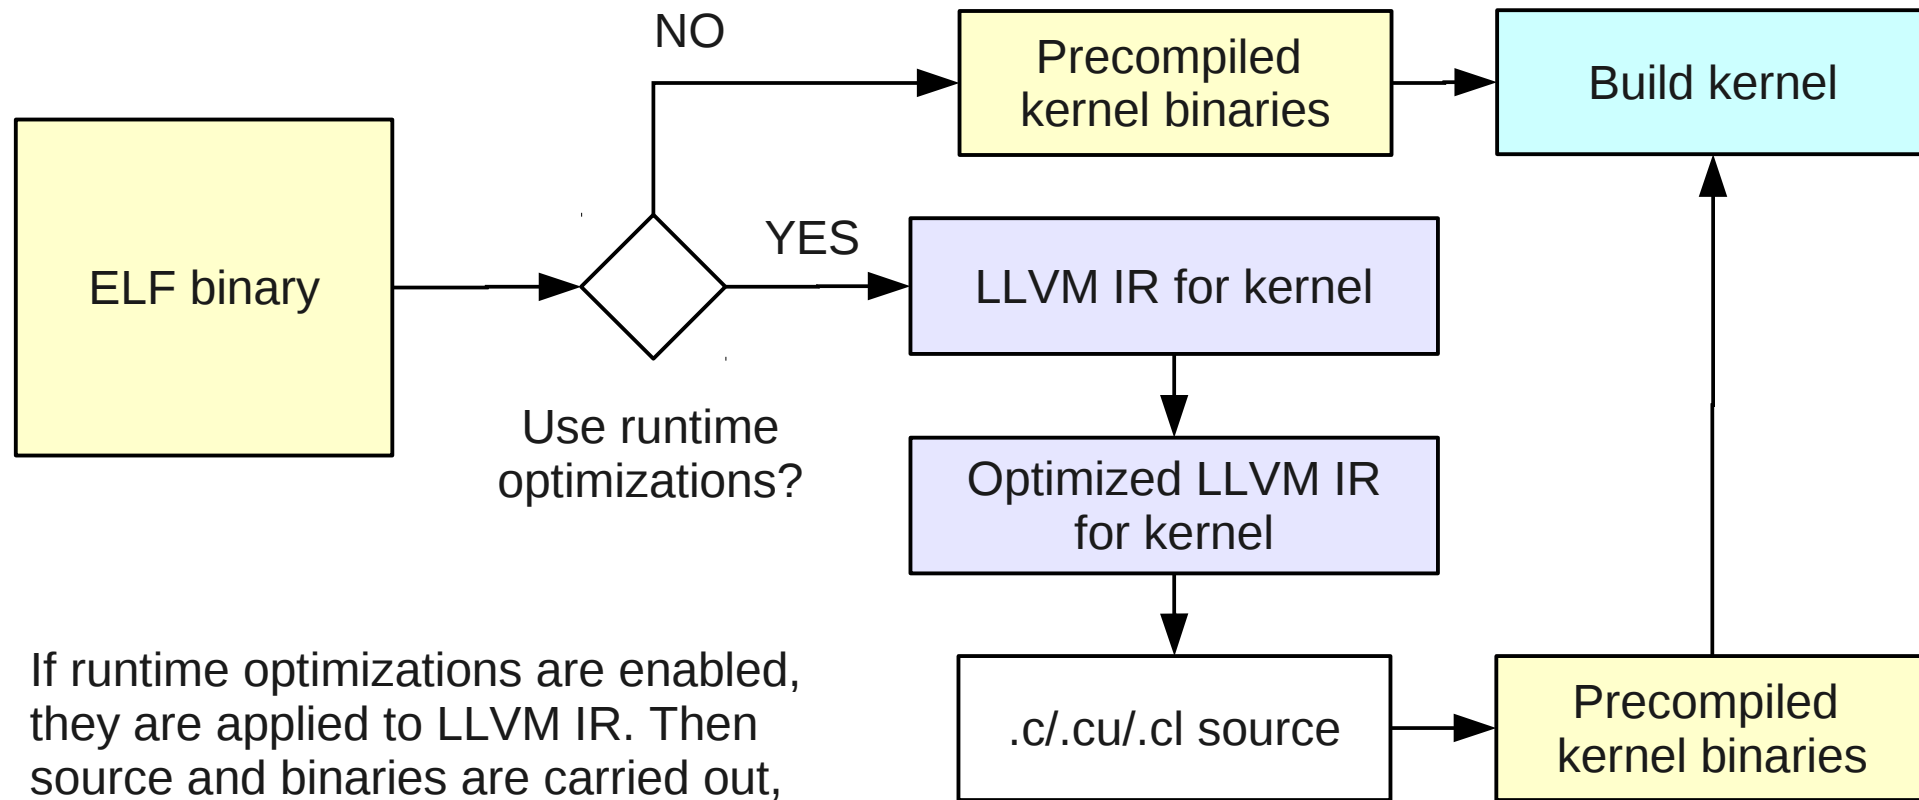 NO
Precompiled
kernel binaries
Build kernel
ELF binary
YES
LLVM IR for kernel
Use runtime
optimizations?
Optimized LLVM IR
for kernel
If runtime optimizations are enabled,
they are applied to LLVM IR. Then
source and binaries are carried out,
.c/.cu/.cl source
Precompiled
kernel binaries